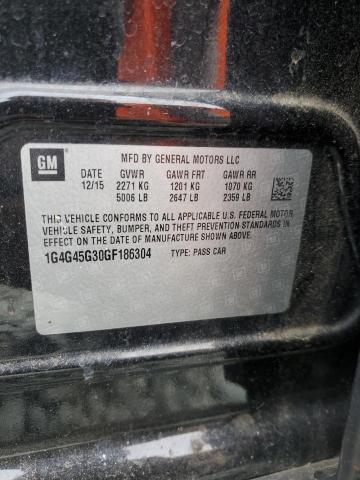 GM
MFD BY GENERAL MOTORS LLC
DATE GVWR GAWR FRT GAWR RR
12/15 2271 KG 1201 KG 1070 KG
5006 LB 2647 LB 2359 LB
THIS VEHICLE CONFORMS TO ALL APPLICABLE U.S. FEDERAL MOTOR
VEHICLE SAFETY, BUMPER, AND THEFT PREVENTION STANDARDS IN
EFFECT ON THE DATE OF MANUFACTURE SHOWN ABOVE.
1G4G45G30GF186304 TYPE: PASS CAR